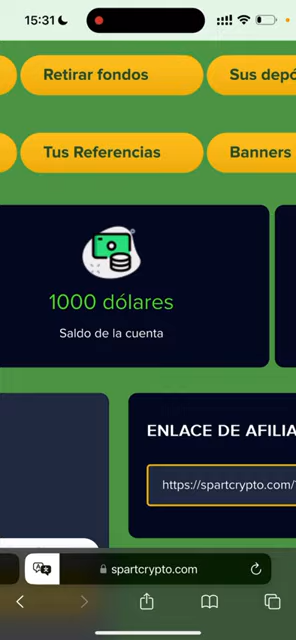 15:31
Retirar fondos
Sus depó
Tus Referencias
Banners
1000 dólares
Saldo de la cuenta
ENLACE DE AFILIA
https://spartcrypto.com/
spartcrypto.com